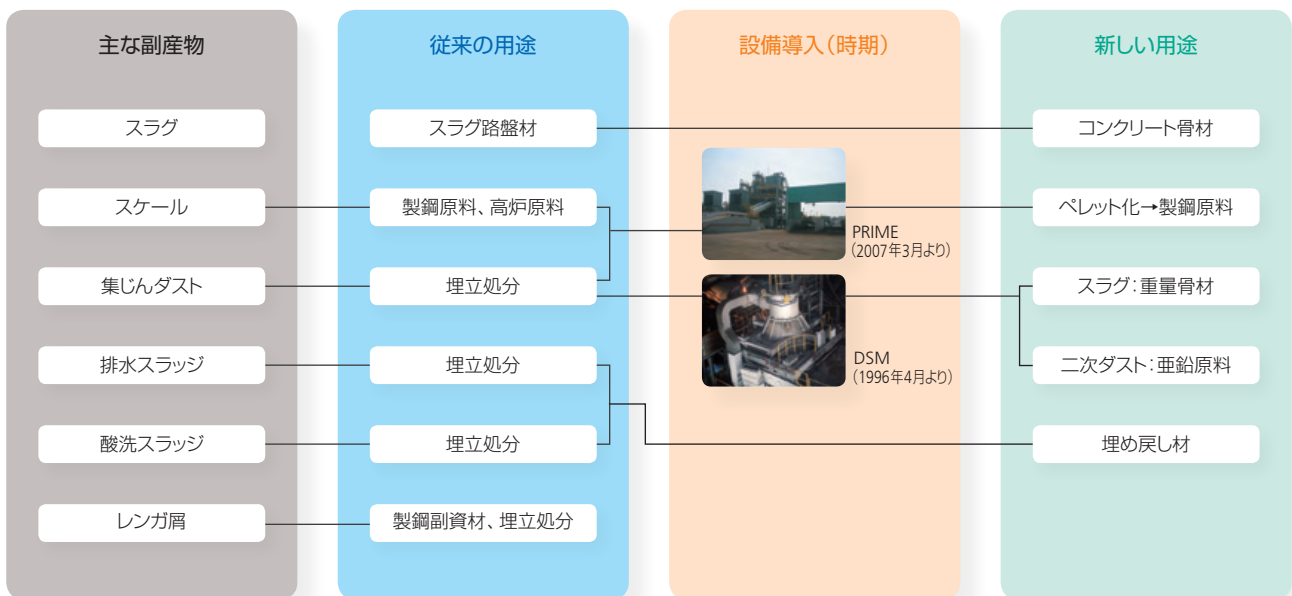 主な副産物
従来の用途
設備導入（時期）
新しい用途
スラグ
スラグ路盤材
コンクリート骨材
スケール
製鋼原料、高炉原料
PRIME
（2007年3月より）
ペレット化→製鋼原料
集じんダスト
埋立処分
スラグ：重量骨材
排水スラッジ
埋立処分
DSM
（1996年4月より）
二次ダスト：亜鉛原料
酸洗スラッジ
埋立処分
埋め戻し材
レンガ屑
製鋼副資材、埋立処分